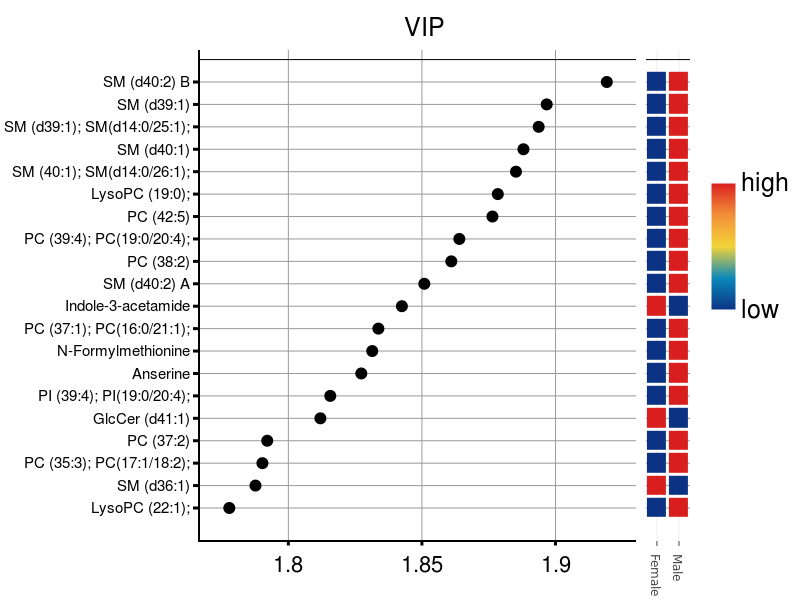 VIP
SM (d40:2) B
SM (d39:1)
SM (d39:1); SM(d14:0/25:1);
SM (d40:1)
SM (40:1); SM(d14:0/26:1);
LysoPC (19:0);
PC (42:5)
PC (39:4); PC(19:0/20:4);
PC (38:2)
SM (d40:2) A
Indole-3-acetamide
PC (37:1); PC(16:0/21:1);
N-Formylmethionine
Anserine
PI (39:4); PI(19:0/20:4);
GlcCer (d41:1)
PC (37:2)
PC (35:3); PC(17:1/18:2);
SM (d36:1)
LysoPC (22:1);
1.8
1.85
1.9
Female
Male
high
low